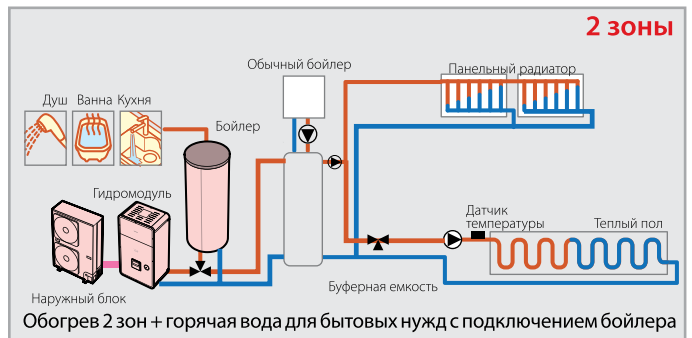 2 зоны
Обычный бойлер
Панельный радиатор
Душ
Ванна
Кухня
Бойлер
Гидромодуль
Датчик
температуры
Теплый пол
Наружный блок
Буферная емкость
Обогрев 2 зон + горячая вода для бытовых нужд с подключением бойлера